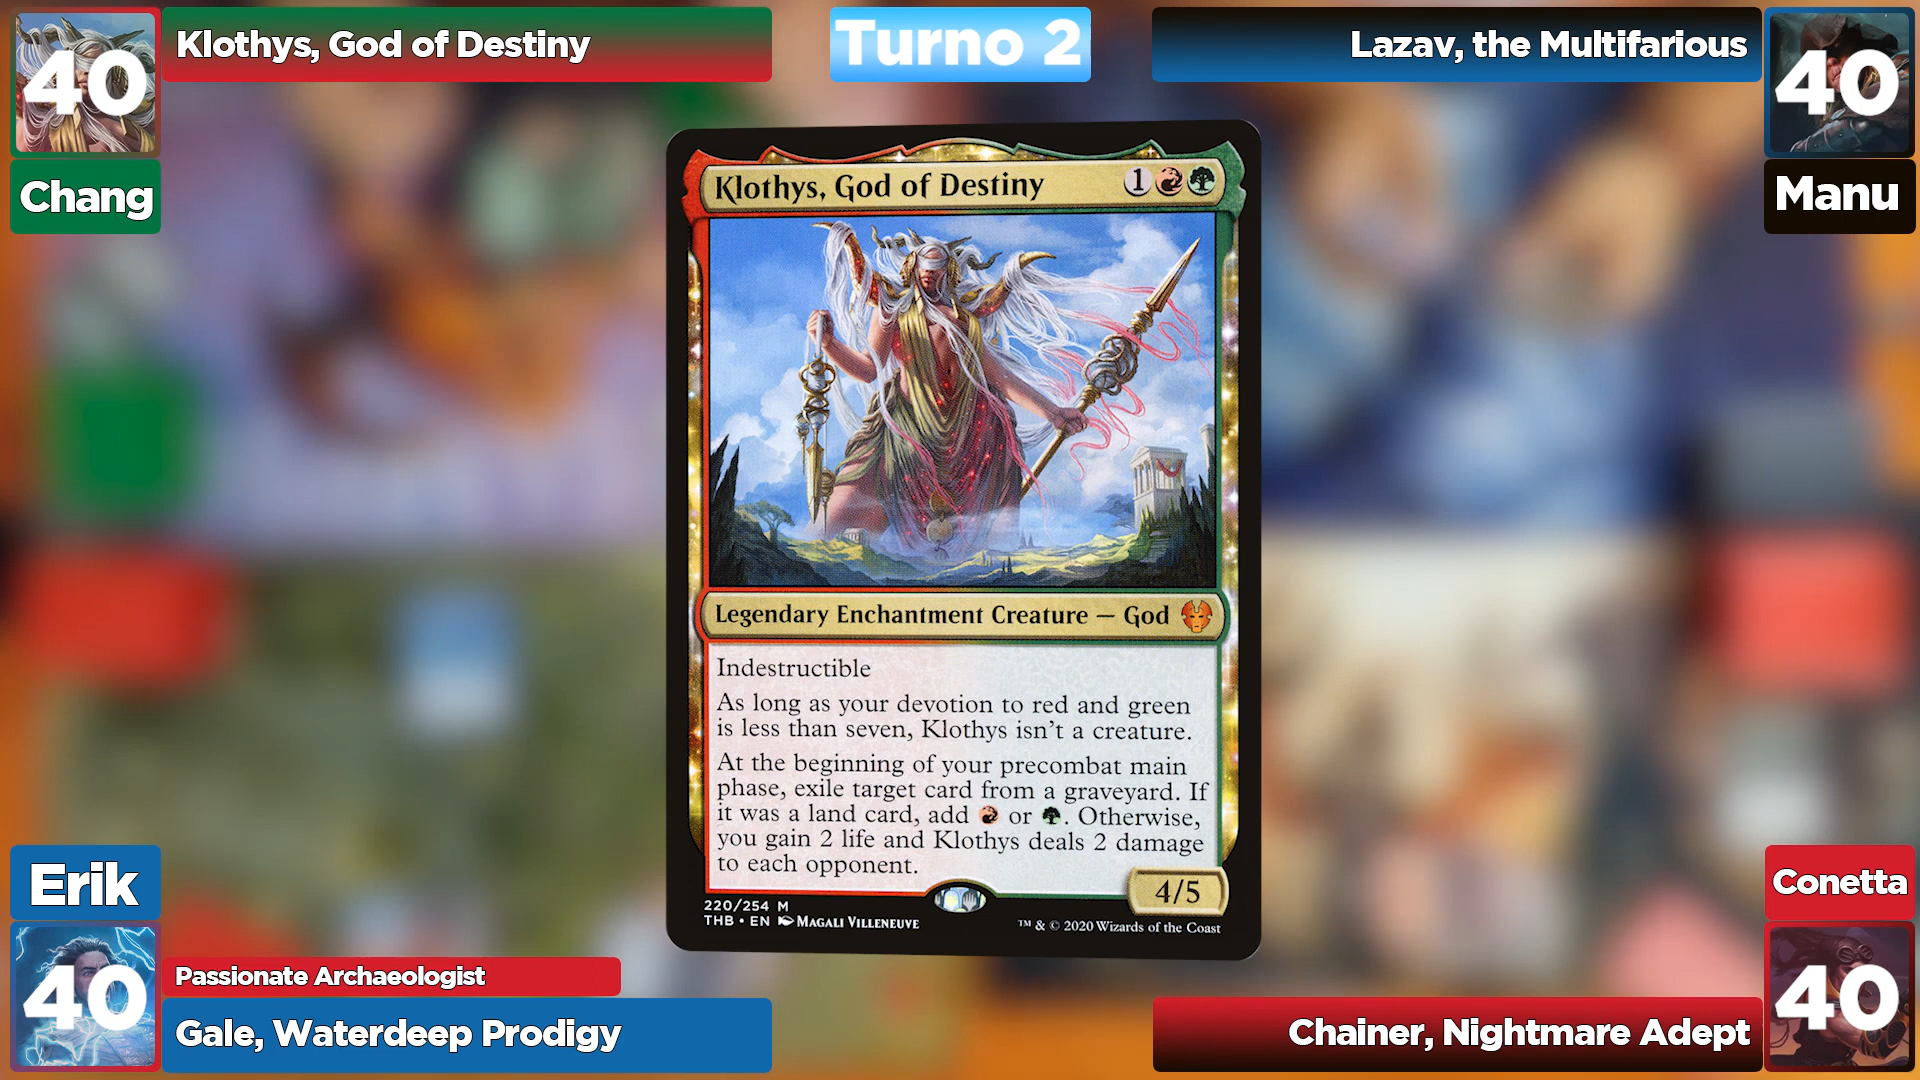 40
Klothys, God of Destiny
Turno 2
Lazav, the Multifarious
40
Chang
Manu
Klothys, God of Destiny
1
Legendary Enchantment Creature — God
Indestructible
As long as your devotion to red and green
is less than seven, Klothys isn't a creature.
At the beginning of your precombat main
phase, exile target card from a graveyard. If
it was a land card, add or . Otherwise,
you gain 2 life and Klothys deals 2 damage
to each opponent.
4/5
220/254 M
THB • EN Magali Villeneuve
™ & © 2020 Wizards of the Coast
Erik
40
Passionate Archaeologist
Gale, Waterdeep Prodigy
Conetta
40
Chainer, Nightmare Adept